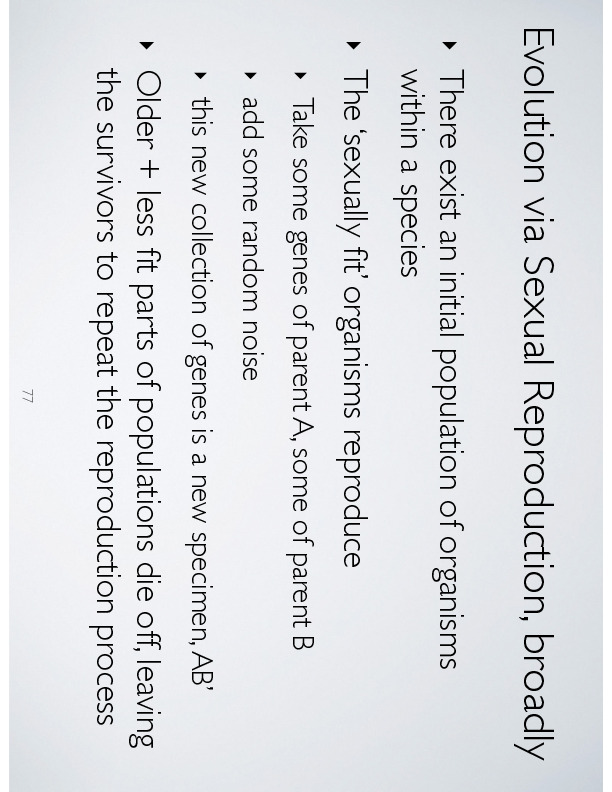 Evolution via Sexual Reproduction, broadly
‣ There exist an initial population of organisms
within a species
‣ The ‘sexually fit’ organisms reproduce
‣ Take some genes of parent A, some of parent B
‣ add some random noise
‣ this new collection of genes is a new specimen, AB’
‣ Older + less fit parts of populations die off, leaving
the survivors to repeat the reproduction process
77